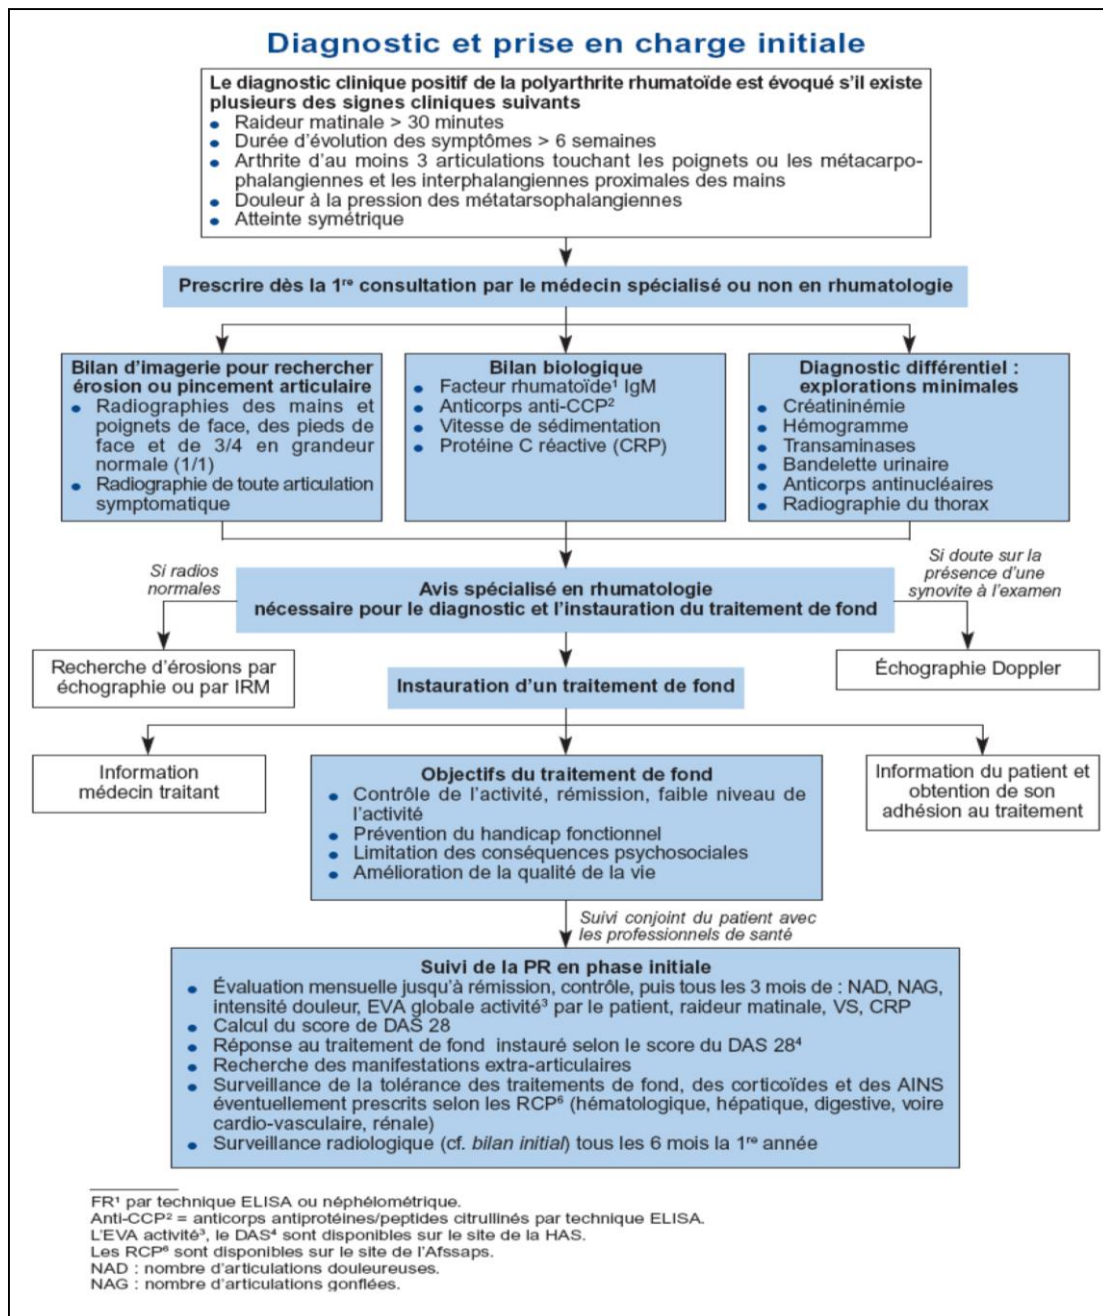 Diagnostic et prise en charge initiale
Le diagnostic clinique positif de la polyarthrite rhumatoïde est évoqué s'il existe
plusieurs des signes cliniques suivants
• Raideur matinale > 30 minutes
• Durée d'évolution des symptômes > 6 semaines
• Arthrite d'au moins 3 articulations touchant les poignets ou les métacarpo-
phalangiennes et les interphalangiennes proximales des mains
• Douleur à la pression des métatarsophalangiennes
• Atteinte symétrique
Prescrire dès la 1re consultation par le médecin spécialisé ou non en rhumatologie
Bilan d'imagerie pour rechercher
érosion ou pincement articulaire
• Radiographies des mains et
poignets de face, des pieds de
face et de 3/4 en grandeur
normale (1/1)
• Radiographie de toute articulation
symptomatique
Bilan biologique
• Facteur rhumatoïde¹ IgM
• Anticorps anti-CCP²
• Vitesse de sédimentation
• Protéine C réactive (CRP)
Diagnostic différentiel :
explorations minimales
• Créatininémie
• Hémogramme
• Transaminases
• Bandelette urinaire
• Anticorps antinucléaires
• Radiographie du thorax
Si radios
normales
Avis spécialisé en rhumatologie
nécessaire pour le diagnostic et l'instauration du traitement de fond
Si doute sur la
présence d'une
synovite à l'examen
Recherche d'érosions par
échographie ou par IRM
Instauration d'un traitement de fond
Échographie Doppler
Information
médecin traitant
Objectifs du traitement de fond
• Contrôle de l'activité, rémission, faible niveau de
l'activité
• Prévention du handicap fonctionnel
• Limitation des conséquences psychosociales
• Amélioration de la qualité de la vie
Information du patient et
obtention de son
adhésion au traitement
Suivi conjoint du patient avec
les professionnels de santé
Suivi de la PR en phase initiale
• Évaluation mensuelle jusqu'à rémission, contrôle, puis tous les 3 mois de : NAD, NAG,
intensité douleur, EVA globale activité³ par le patient, raideur matinale, VS, CRP
• Calcul du score de DAS 28
• Réponse au traitement de fond instauré selon le score du DAS 28⁴
• Recherche des manifestations extra-articulaires
• Surveillance de la tolérance des traitements de fond, des corticoïdes et des AINS
éventuellement prescrits selon les RCP⁶ (hématologique, hépatique, digestive, voire
cardio-vasculaire, rénale)
• Surveillance radiologique (cf. bilan initial) tous les 6 mois la 1re année
FR¹ par technique ELISA ou néphélométrique.
Anti-CCP² = anticorps antiprotéines/peptides citrullinés par technique ELISA.
L'EVA activité³, le DAS⁴ sont disponibles sur le site de la HAS.
Les RCP⁶ sont disponibles sur le site de l'Afssaps.
NAD : nombre d'articulations douleureuses.
NAG : nombre d'articulations gonflées.